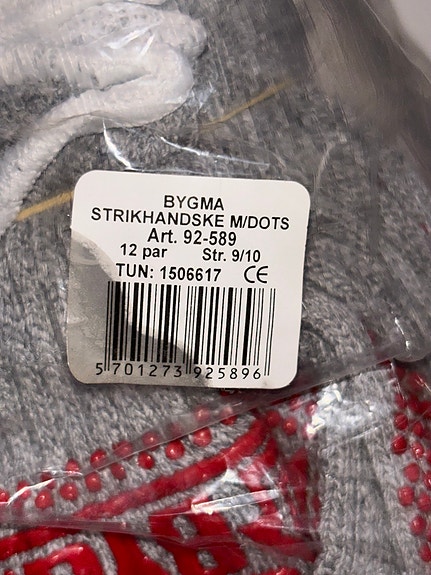 BYGMA
STRIKHANDSKE M/DOTS
Art. 92-589
12 par Str. 9/10
TUN: 1506617 CE
5 701273 925896